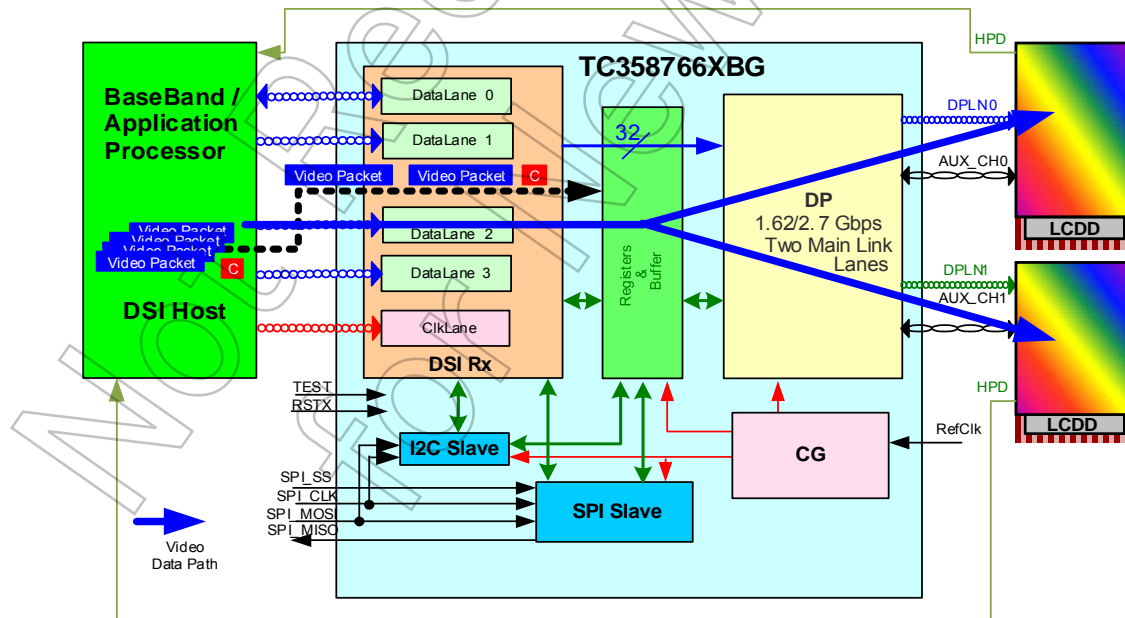 HPD
TC358766XBG
BaseBand /
Application
Processor
DataLane 0
DataLane 1
32
Video Packet
Video Packet
C
DataLane 2
Video Packet
Video Packet
Video Packet
Video Packet
C
DataLane 3
DSI Host
ClkLane
DSI Rx
Registers
&
Buffer
DP
1.62/2.7 Gbps
Two Main Link
Lanes
DPLN0
AUX_CH0
LCDD
DPLN1
AUX_CH1
HPD
LCDD
TEST
RSTX
I2C Slave
CG
RefClk
SPI_SS
SPI_CLK
SPI_MOSI
SPI_MISO
SPI Slave
Video
Data Path